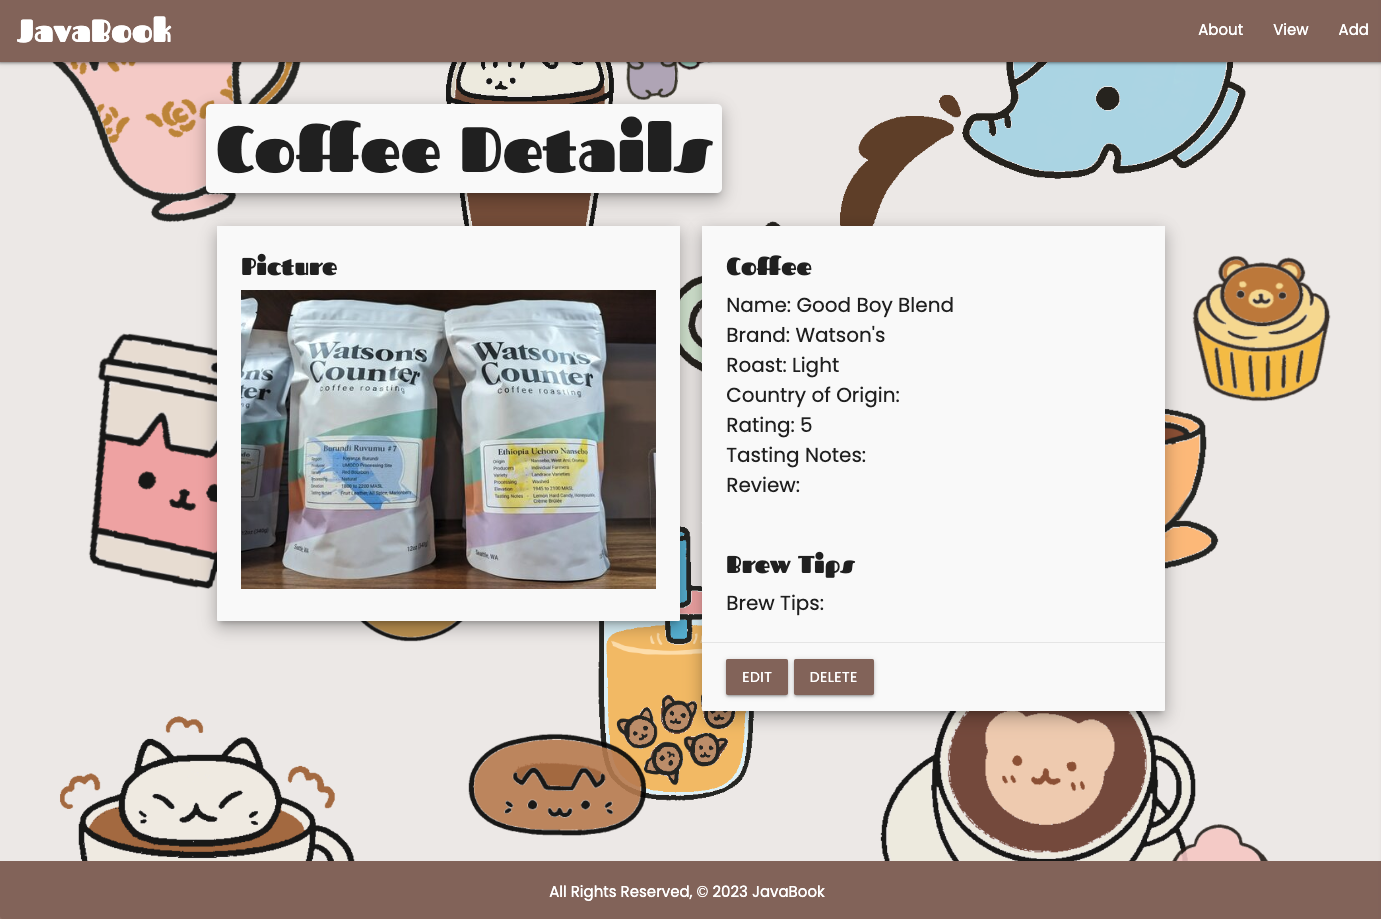 JavaBook
About View Add
Coffee Details
Picture
Watson's
Counter
coffee roasting
Burundi Ruvumu #7
Watson's
Counter
coffee roasting
Ethiopia Uchoro Nansebo
Seattle, WA
Coffee
Name: Good Boy Blend
Brand: Watson's
Roast: Light
Country of Origin:
Rating: 5
Tasting Notes:
Review:
Brew Tips
Brew Tips:
EDIT DELETE
All Rights Reserved, © 2023 JavaBook